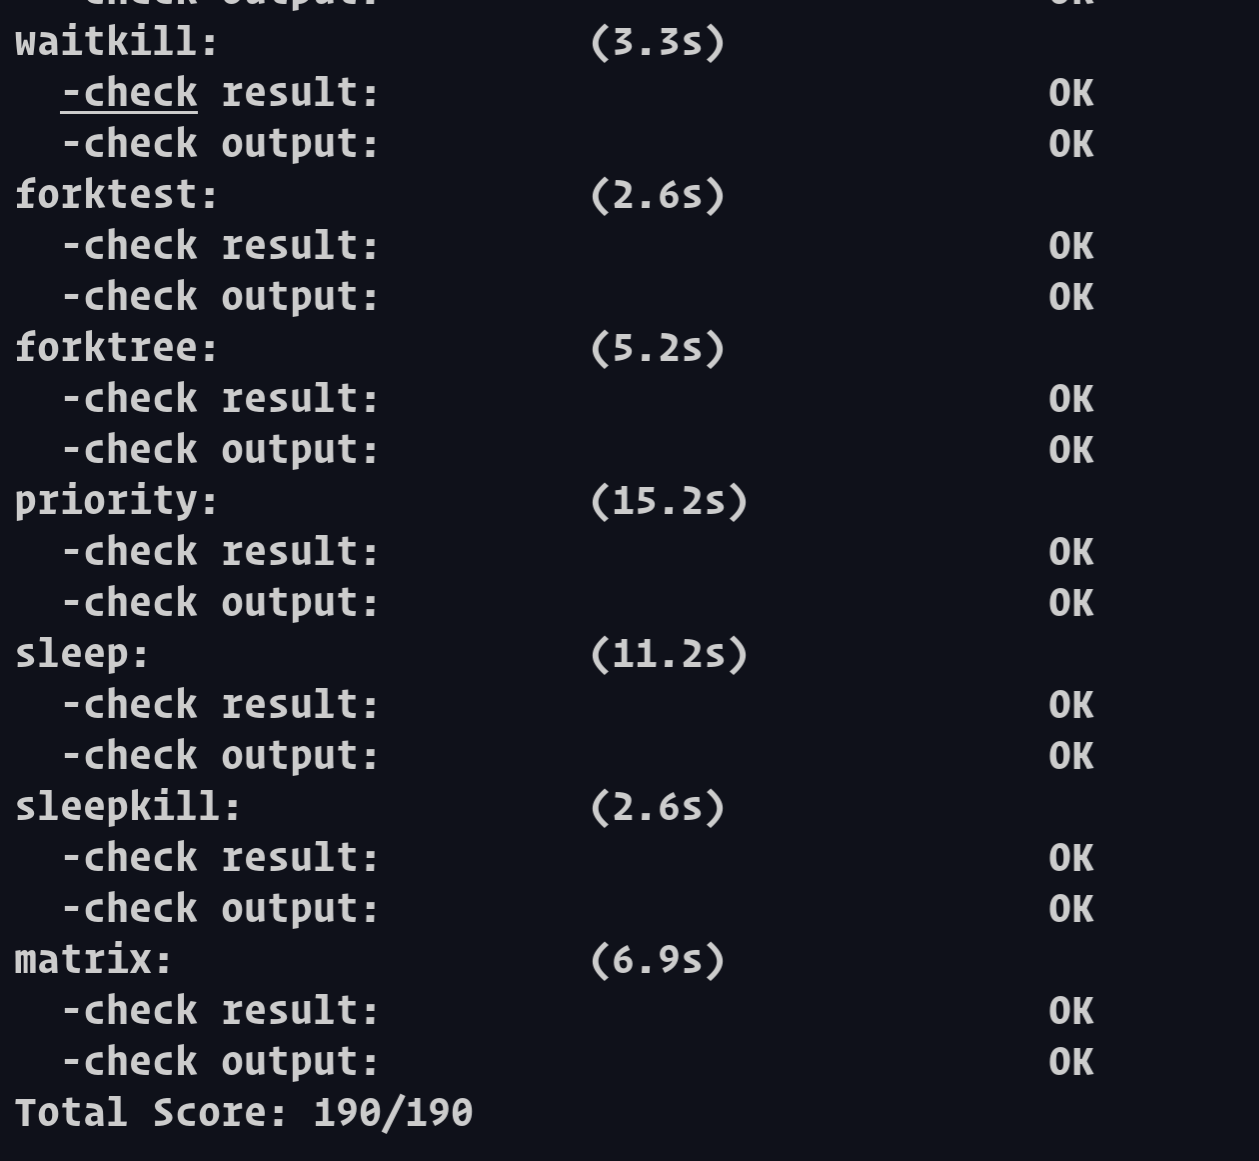 -check output: OK
waitkill: (3.3s)
-check result: OK
-check output: OK
forktest: (2.6s)
-check result: OK
-check output: OK
forktree: (5.2s)
-check result: OK
-check output: OK
priority: (15.2s)
-check result: OK
-check output: OK
sleep: (11.2s)
-check result: OK
-check output: OK
sleepkill: (2.6s)
-check result: OK
-check output: OK
matrix: (6.9s)
-check result: OK
-check output: OK
Total Score: 190/190